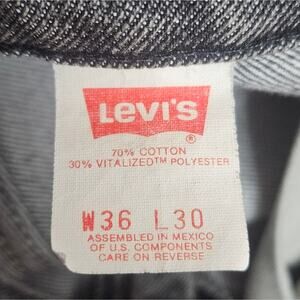 Levi's
®
70% COTTON
30% VITALIZED™ POLYESTER
W36 L30
ASSEMBLED IN MEXICO
OF U.S. COMPONENTS
CARE ON REVERSE